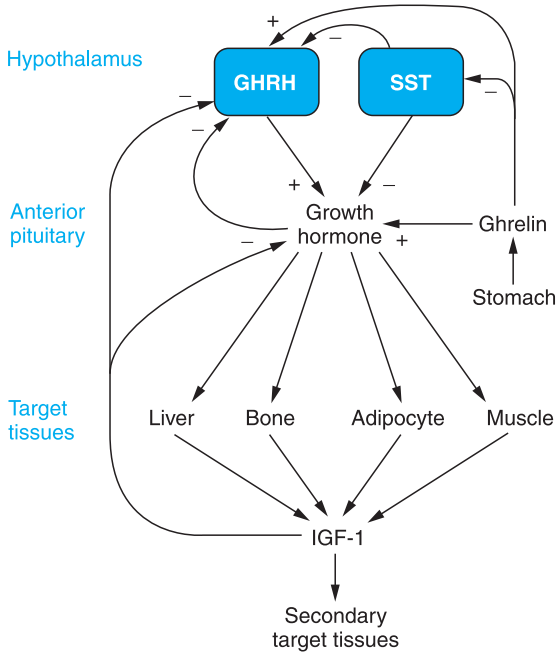 +
–
Hypothalamus
GHRH
SST
–
–
–
+
–
Anterior
pituitary
Growth
hormone
Ghrelin
–
+
Stomach
Target
tissues
Liver
Bone
Adipocyte
Muscle
IGF-1
Secondary
target tissues